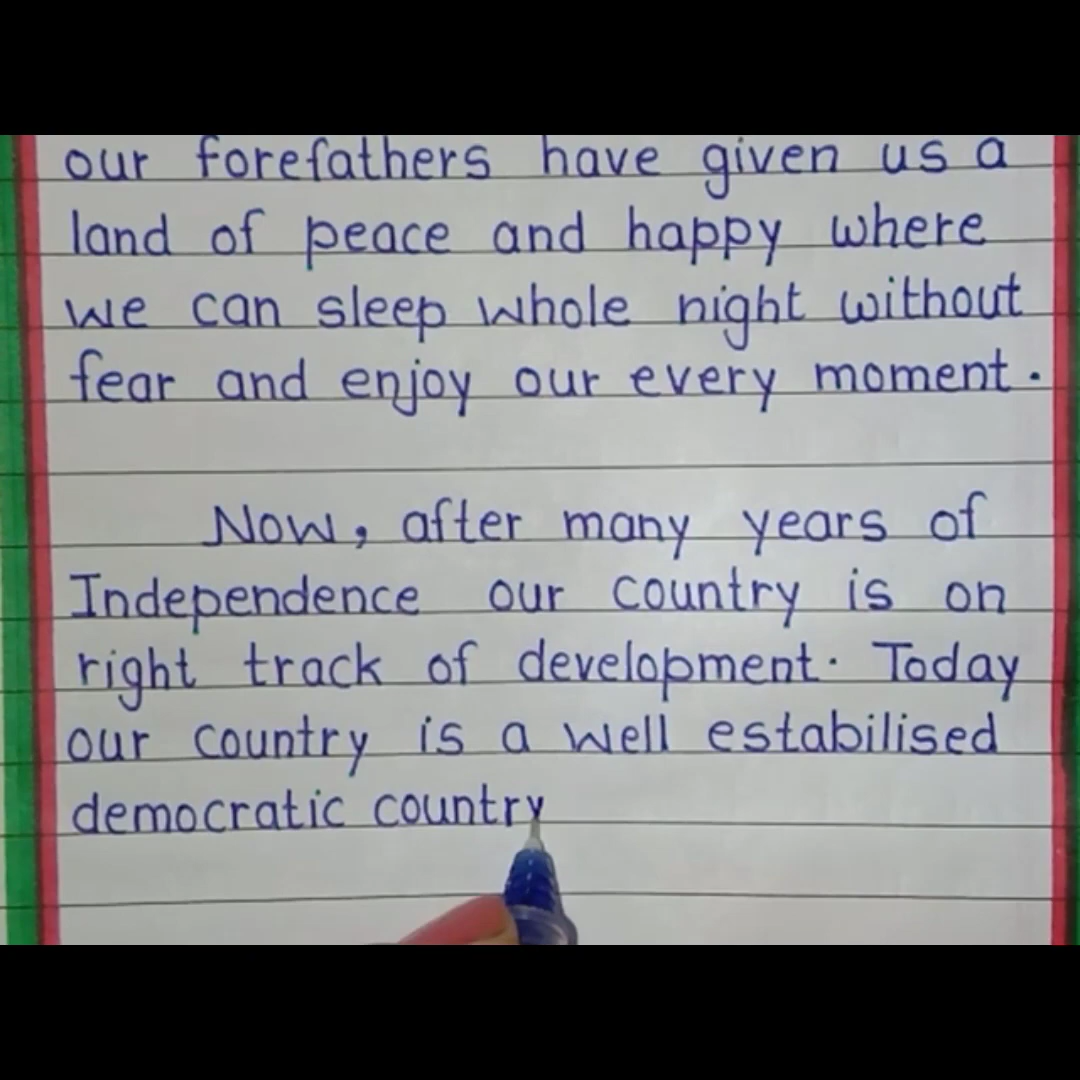 our forefathers have given us a
land of peace and happy where
we can sleep whole night without
fear and enjoy our every moment.
Now, after many years of
Independence our country is on
right track of development. Today
our country is a well estabilised
democratic country